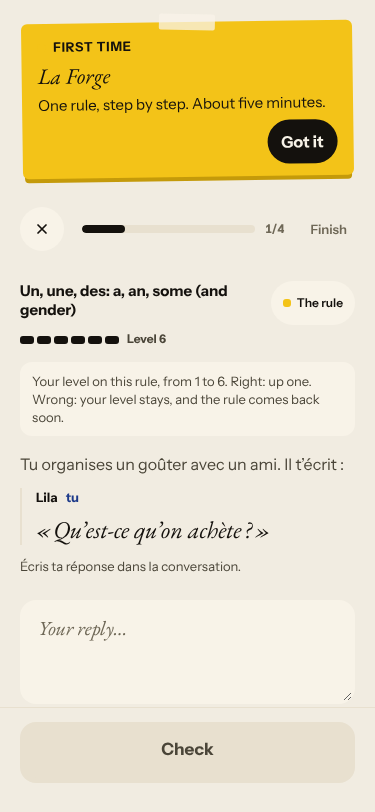 FIRST TIME
La Forge
One rule, step by step. About five minutes.
Got it
1/4
Finish
Un, une, des: a, an, some (and
gender)
The rule
Level 6
Your level on this rule, from 1 to 6. Right: up one.
Wrong: your level stays, and the rule comes back
soon.
Tu organises un goûter avec un ami. Il t’écrit :
Lila tu
« Qu’est-ce qu’on achète ? »
Écris ta réponse dans la conversation.
Your reply...
Check